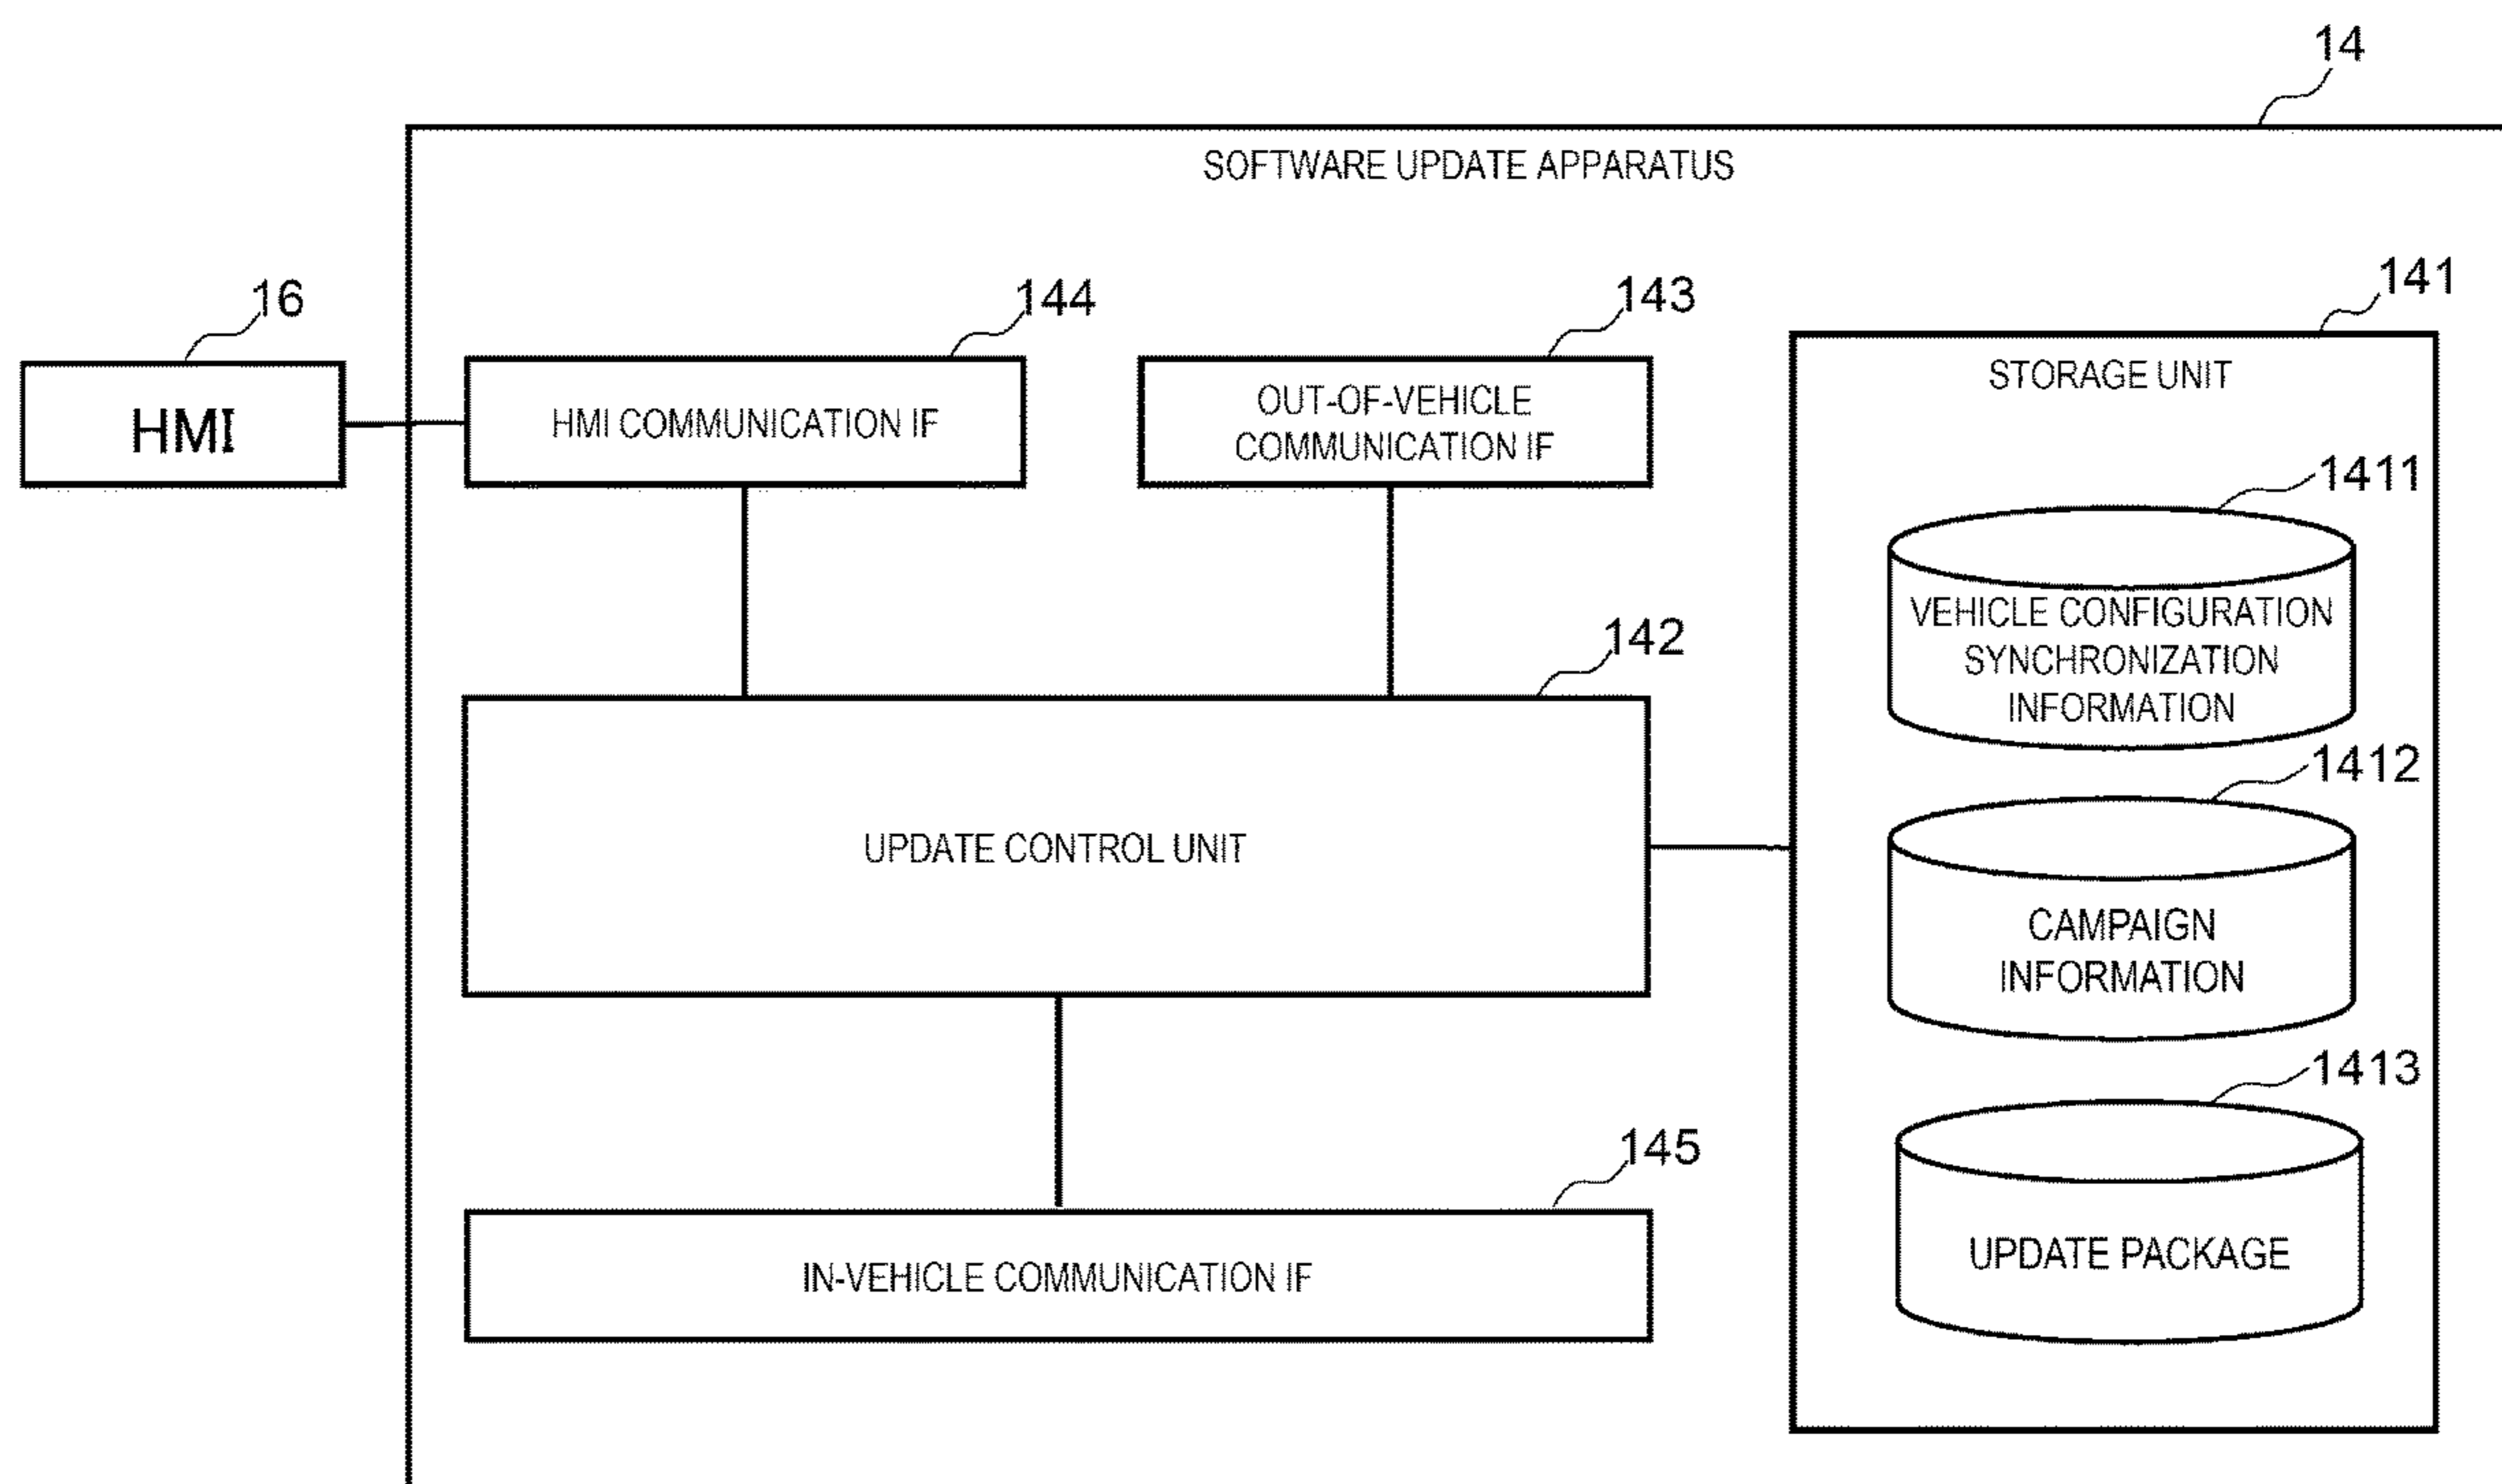 14
SOFTWARE UPDATE APPARATUS
16
144
143
141
HMI
HMI COMMUNICATION IF
OUT-OF-VEHICLE
COMMUNICATION IF
STORAGE UNIT
1411
VEHICLE CONFIGURATION
SYNCHRONIZATION
INFORMATION
142
UPDATE CONTROL UNIT
1412
CAMPAIGN
INFORMATION
1413
UPDATE PACKAGE
145
IN-VEHICLE COMMUNICATION IF